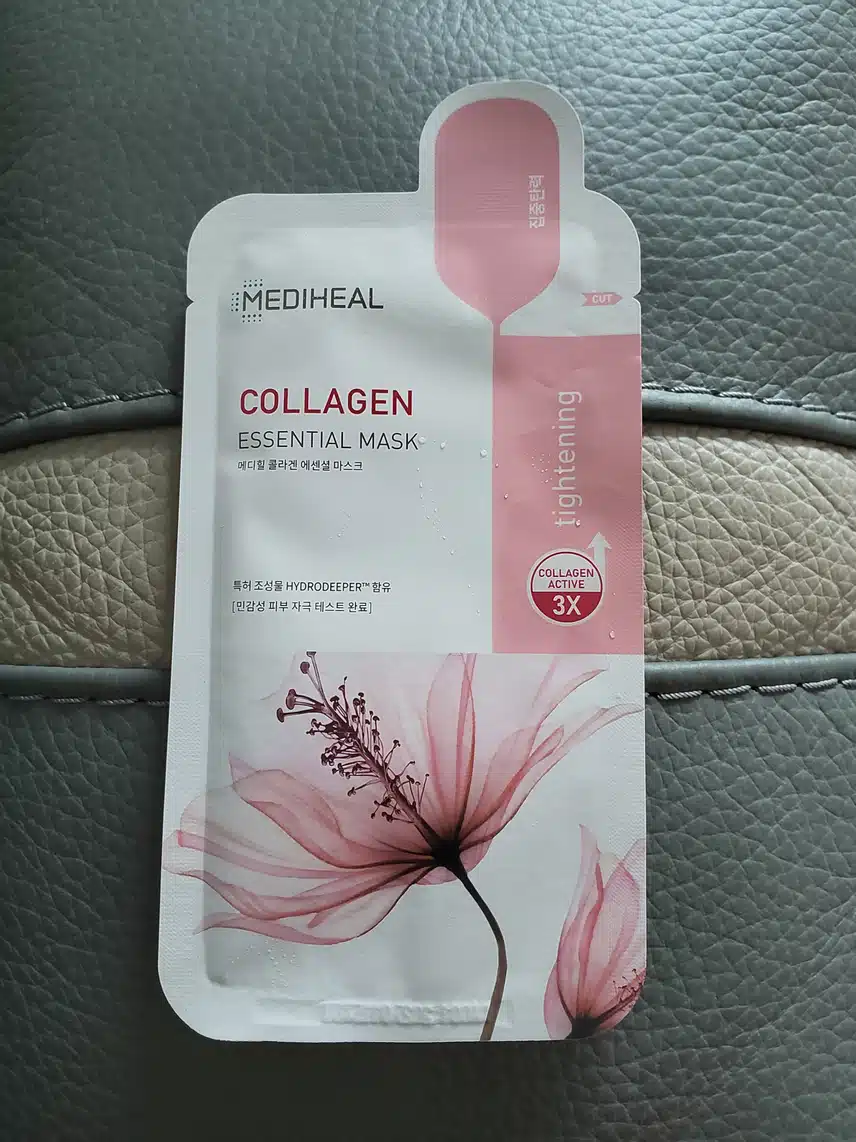 집중탄력
MEDIHEAL
CUT
COLLAGEN
ESSENTIAL MASK
메디힐 콜라겐 에센셜 마스크
tightening
COLLAGEN
ACTIVE
3X
특허 조성물 HYDRODEEPER™ 함유
[민감성 피부 자극 테스트 완료]